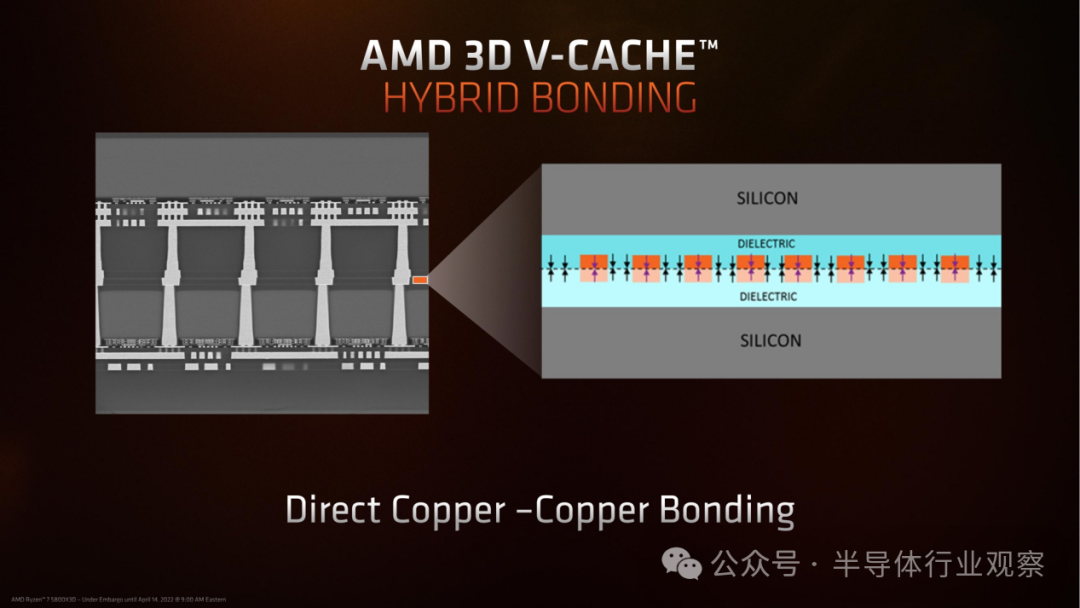 AMD 3D V-CACHE™
HYBRID BONDING
SILICON
DIELECTRIC
DIELECTRIC
SILICON
Direct Copper –Copper Bonding
公众号 · 半导体行业观察
AMD Ryzen™ 7 5800X3D – Under Embargo until April 14, 2022 @ 9:00 AM Eastern